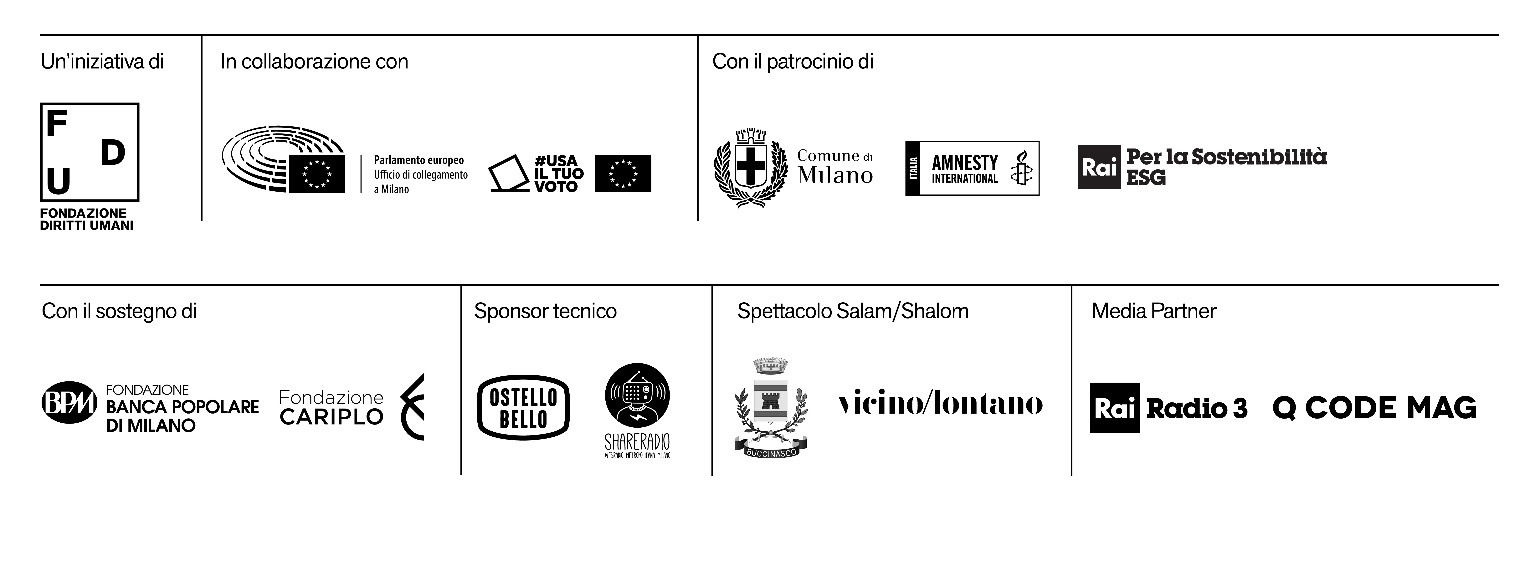 Un'iniziativa di
F
D
U
FONDAZIONE
DIRITTI UMANI
In collaborazione con
Parlamento europeo
Ufficio di collegamento
a Milano
#USA
IL TUO
VOTO
Con il patrocinio di
Comune di
Milano
ITALIA
AMNESTY
INTERNATIONAL
Rai Per la Sostenibilità
ESG
Con il sostegno di
BPM
FONDAZIONE
BANCA POPOLARE
DI MILANO
Fondazione
CARIPLO
Sponsor tecnico
OSTELLO
BELLO
SHARERADIO
Spettacolo Salam/Shalom
BUCCINASCO
vicino/lontano
Media Partner
Rai Radio 3
Q CODE MAG